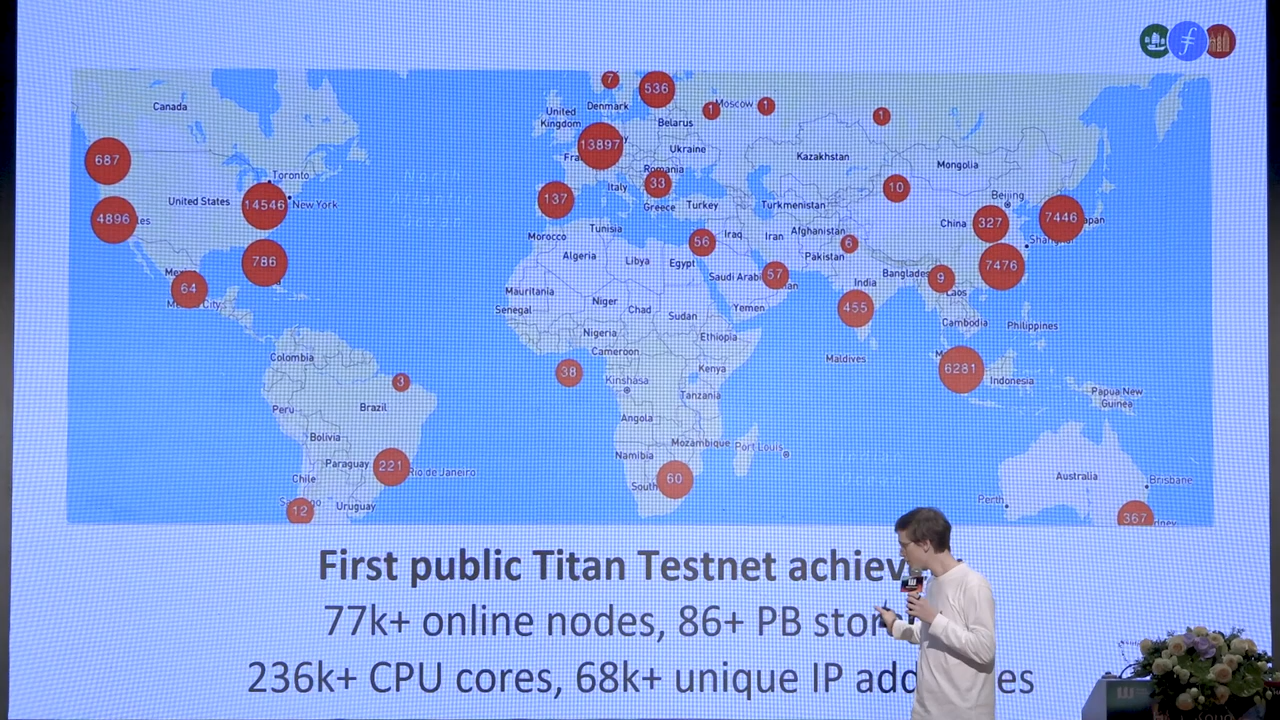 7
536
Canada
United
Kingdom
Denmark
1
Moscow
1
1
Belarus
687
13897
Ukraine
Kazakhstan
Mongolia
Toronto
Romania
Italy
33
10
Beijing
United States
14546
New York
137
Greece
Turkey
Turkmenistan
China
327
7446
4896
Morocco
Tunisia
56
Iraq
Iran
Afghanistan
6
Pakistan
786
Algeria
Libya
Egypt
57
India
9
7476
64
Mauritania
Senegal
Niger
Chad
Sudan
Yemen
455
Laos
Cambodia
Philippines
Nigeria
Ethiopia
Colombia
Cameroon
Maldives
38
Kenya
6281
Indonesia
3
Kinshasa
Tanzania
Papua New
Guinea
Peru
Brazil
Angola
Bolivia
Mozambique
Port Louis
Namibia
Paraguay
221
Rio de Janeiro
Chile
60
Australia
Brisbane
12
Uruguay
Perth
367
First public Titan Testnet achiev
77k+ online nodes, 86+ PB stor
236k+ CPU cores, 68k+ unique IP add es